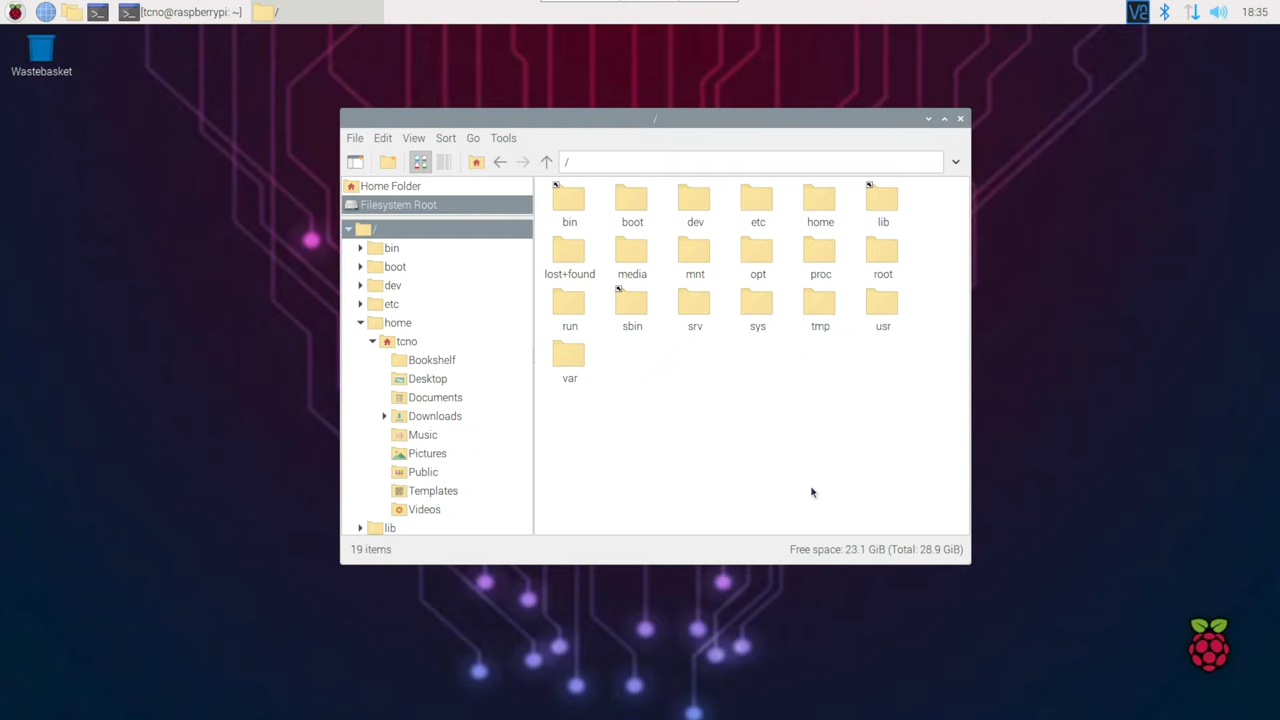 [tcno@raspberrypi: ~]
/
18:35
Wastebasket
/
File Edit View Sort Go Tools
/
Home Folder
Filesystem Root
/
bin
boot
dev
etc
home
tcno
Bookshelf
Desktop
Documents
Downloads
Music
Pictures
Public
Templates
Videos
lib
bin boot dev etc home lib
lost+found media mnt opt proc root
run sbin srv sys tmp usr
var
19 items
Free space: 23.1 GiB (Total: 28.9 GiB)